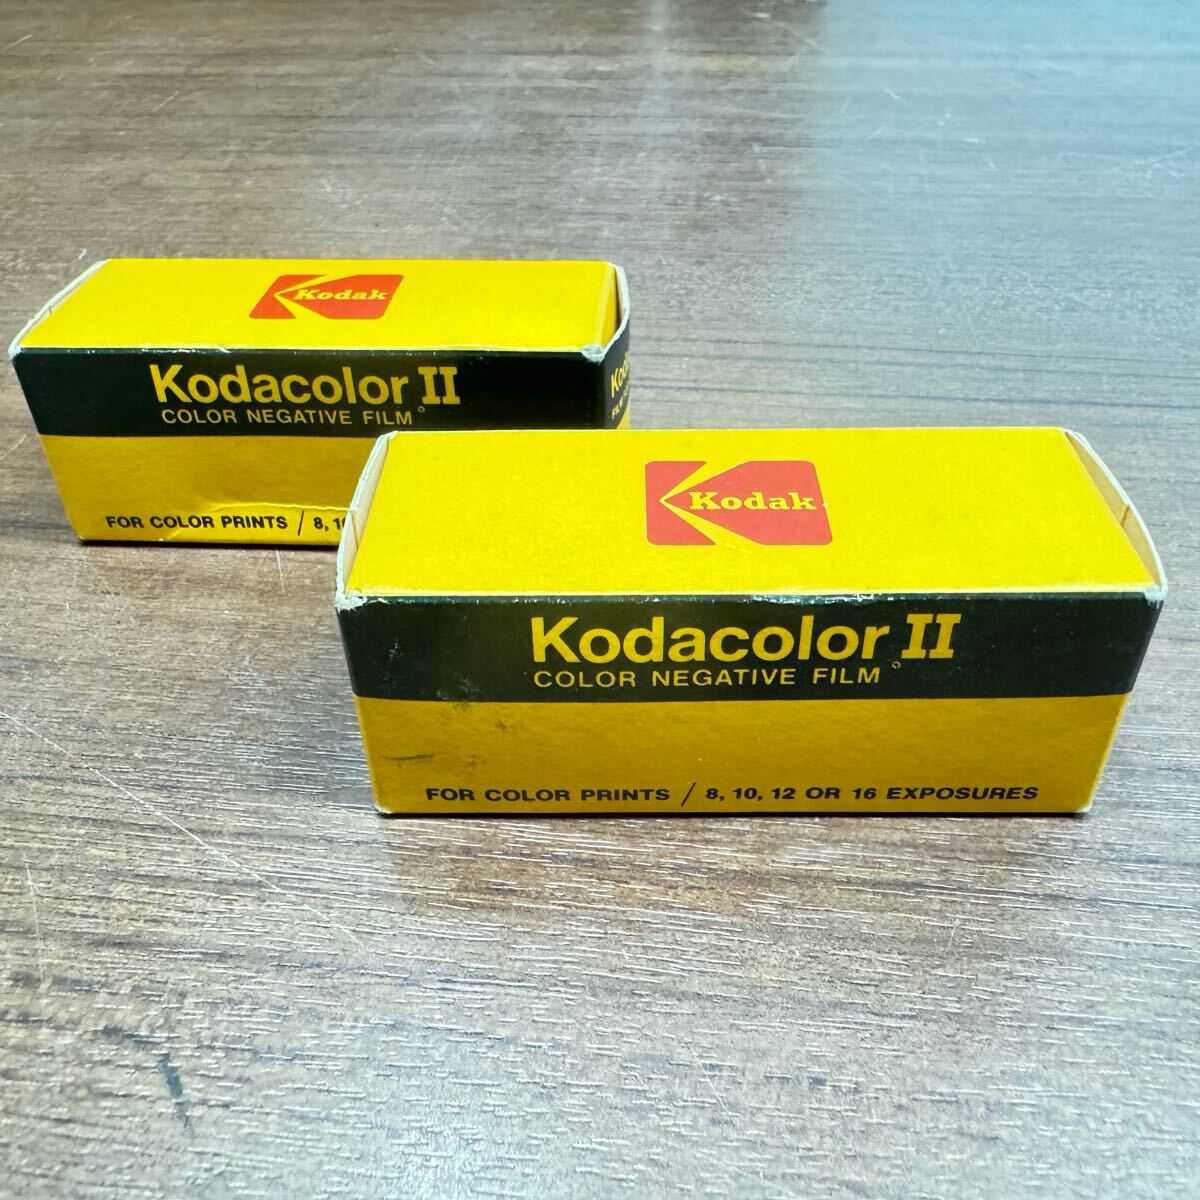 Kodak
Kodacolor II
COLOR NEGATIVE FILM
FOR COLOR PRINTS / 8,
Kodak
Kodacolor II
COLOR NEGATIVE FILM
FOR COLOR PRINTS / 8, 10, 12 OR 16 EXPOSURES